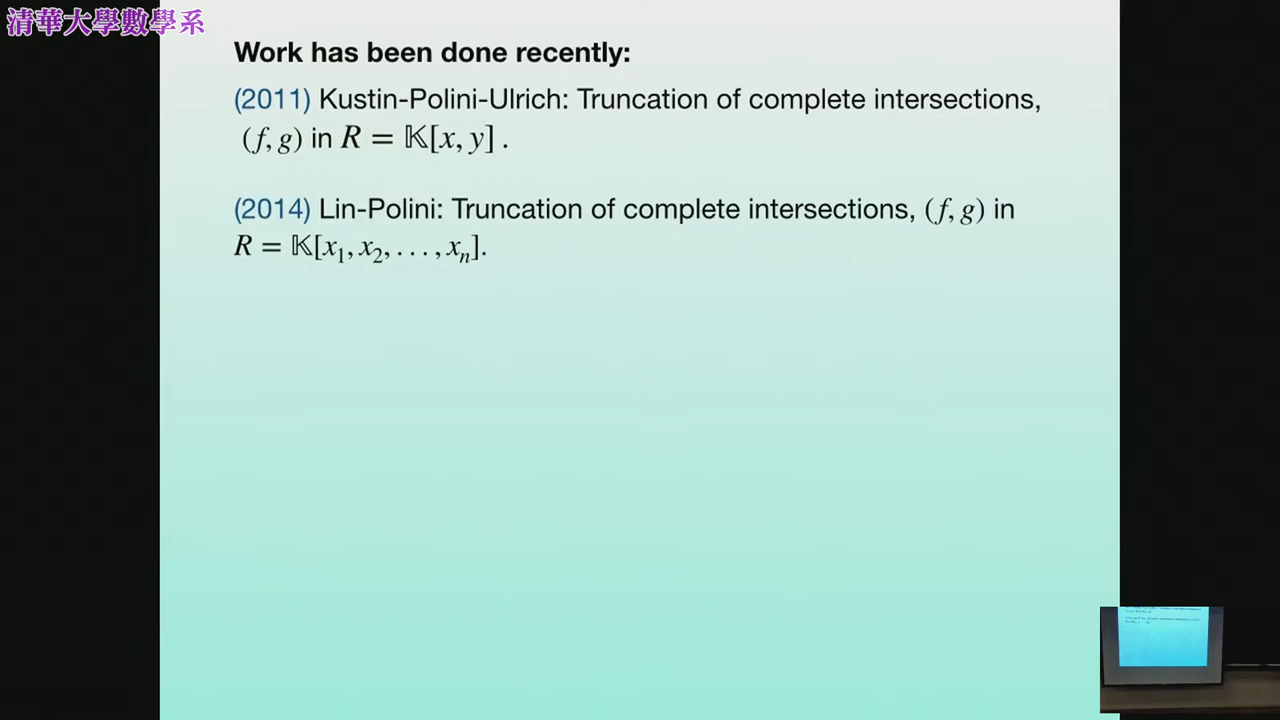 清華大學數學系
Work has been done recently:
(2011) Kustin-Polini-Ulrich: Truncation of complete intersections,
(f, g) in R = 𝕂[x, y] .
(2014) Lin-Polini: Truncation of complete intersections, (f, g) in
R = 𝕂[x₁, x₂, . . . , xₙ].